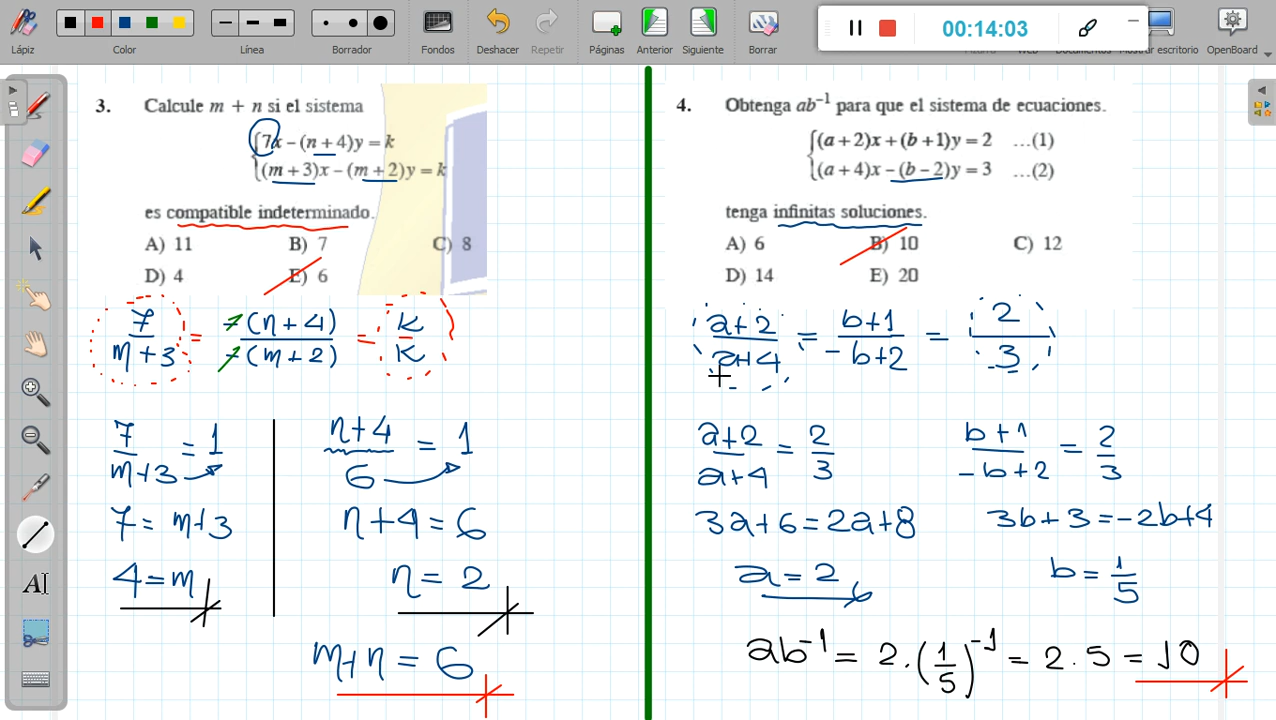 00:14:03
Lápiz Color Línea Borrador Fondos Deshacer Repetir Páginas Anterior Siguiente Borrar Mostrar escritorio OpenBoard
3. Calcule m + n si el sistema
7x – (n + 4)y = k
(m + 3)x – (m + 2)y = k
es compatible indeterminado.
A) 11 B) 7 C) 8
D) 4 E) 6
7/(m+3) = -(n+4)/-(m+2) = k/k
7/(m+3) = 1
7 = m+3
4 = m
(n+4)/6 = 1
n+4 = 6
n = 2
m+n = 6
4. Obtenga ab⁻¹ para que el sistema de ecuaciones.
(a + 2)x + (b + 1)y = 2 ...(1)
(a + 4)x – (b – 2)y = 3 ...(2)
tenga infinitas soluciones.
A) 6 B) 10 C) 12
D) 14 E) 20
(a+2)/(a+4) = (b+1)/(-b+2) = 2/3
(a+2)/(a+4) = 2/3
3a+6 = 2a+8
a = 2
(b+1)/(-b+2) = 2/3
3b+3 = -2b+4
b = 1/5
ab⁻¹ = 2.(1/5)⁻¹ = 2.5 = 10